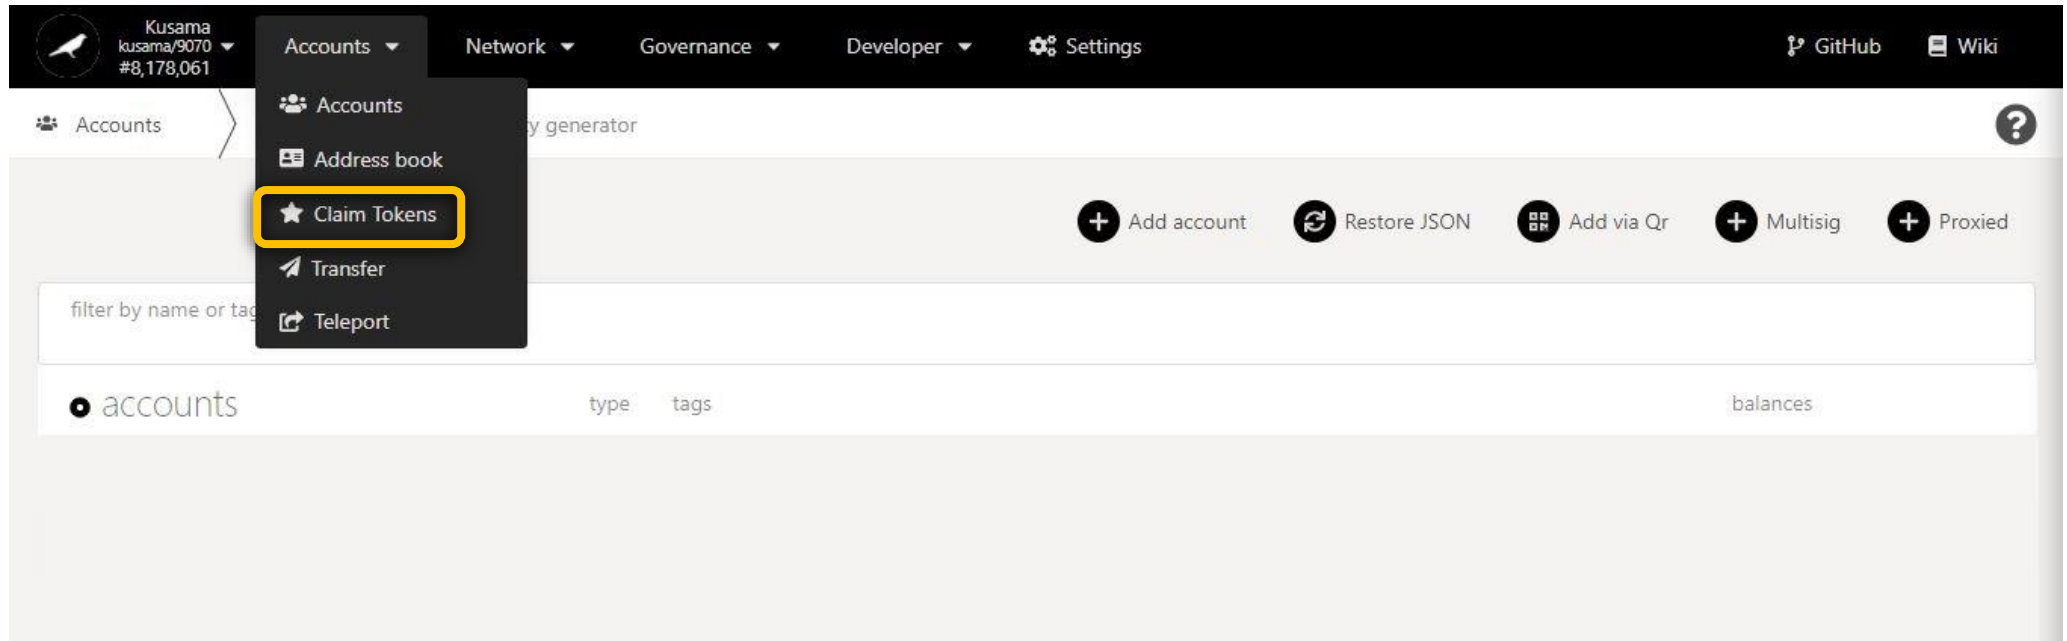 Kusama
kusama/9070
#8,178,061
Accounts
Network
Governance
Developer
Settings
GitHub
Wiki
Accounts
generator
Accounts
Address book
Claim Tokens
Transfer
Teleport
Add account
Restore JSON
Add via Qr
Multisig
Proxied
filter by name or
accounts
type
tags
balances